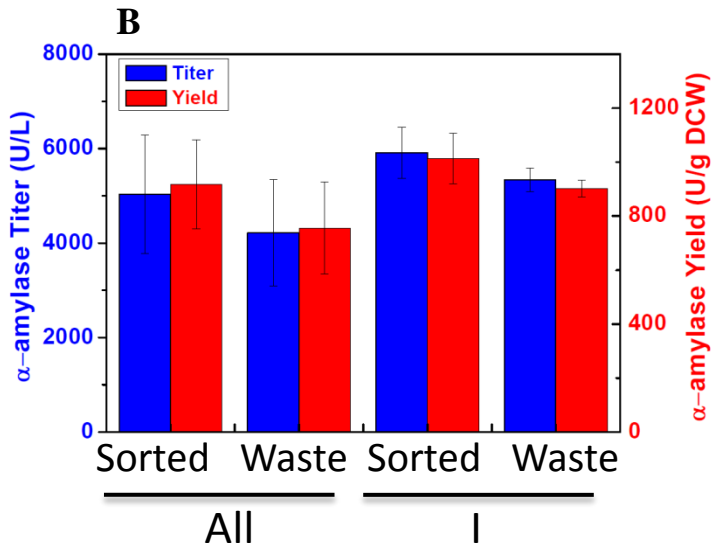 B
Titer
Yield
α−amylase Titer (U/L)
8000
6000
4000
2000
0
α−amylase Yield (U/g DCW)
1200
900
800
400
0
Sorted Waste Sorted Waste
All I